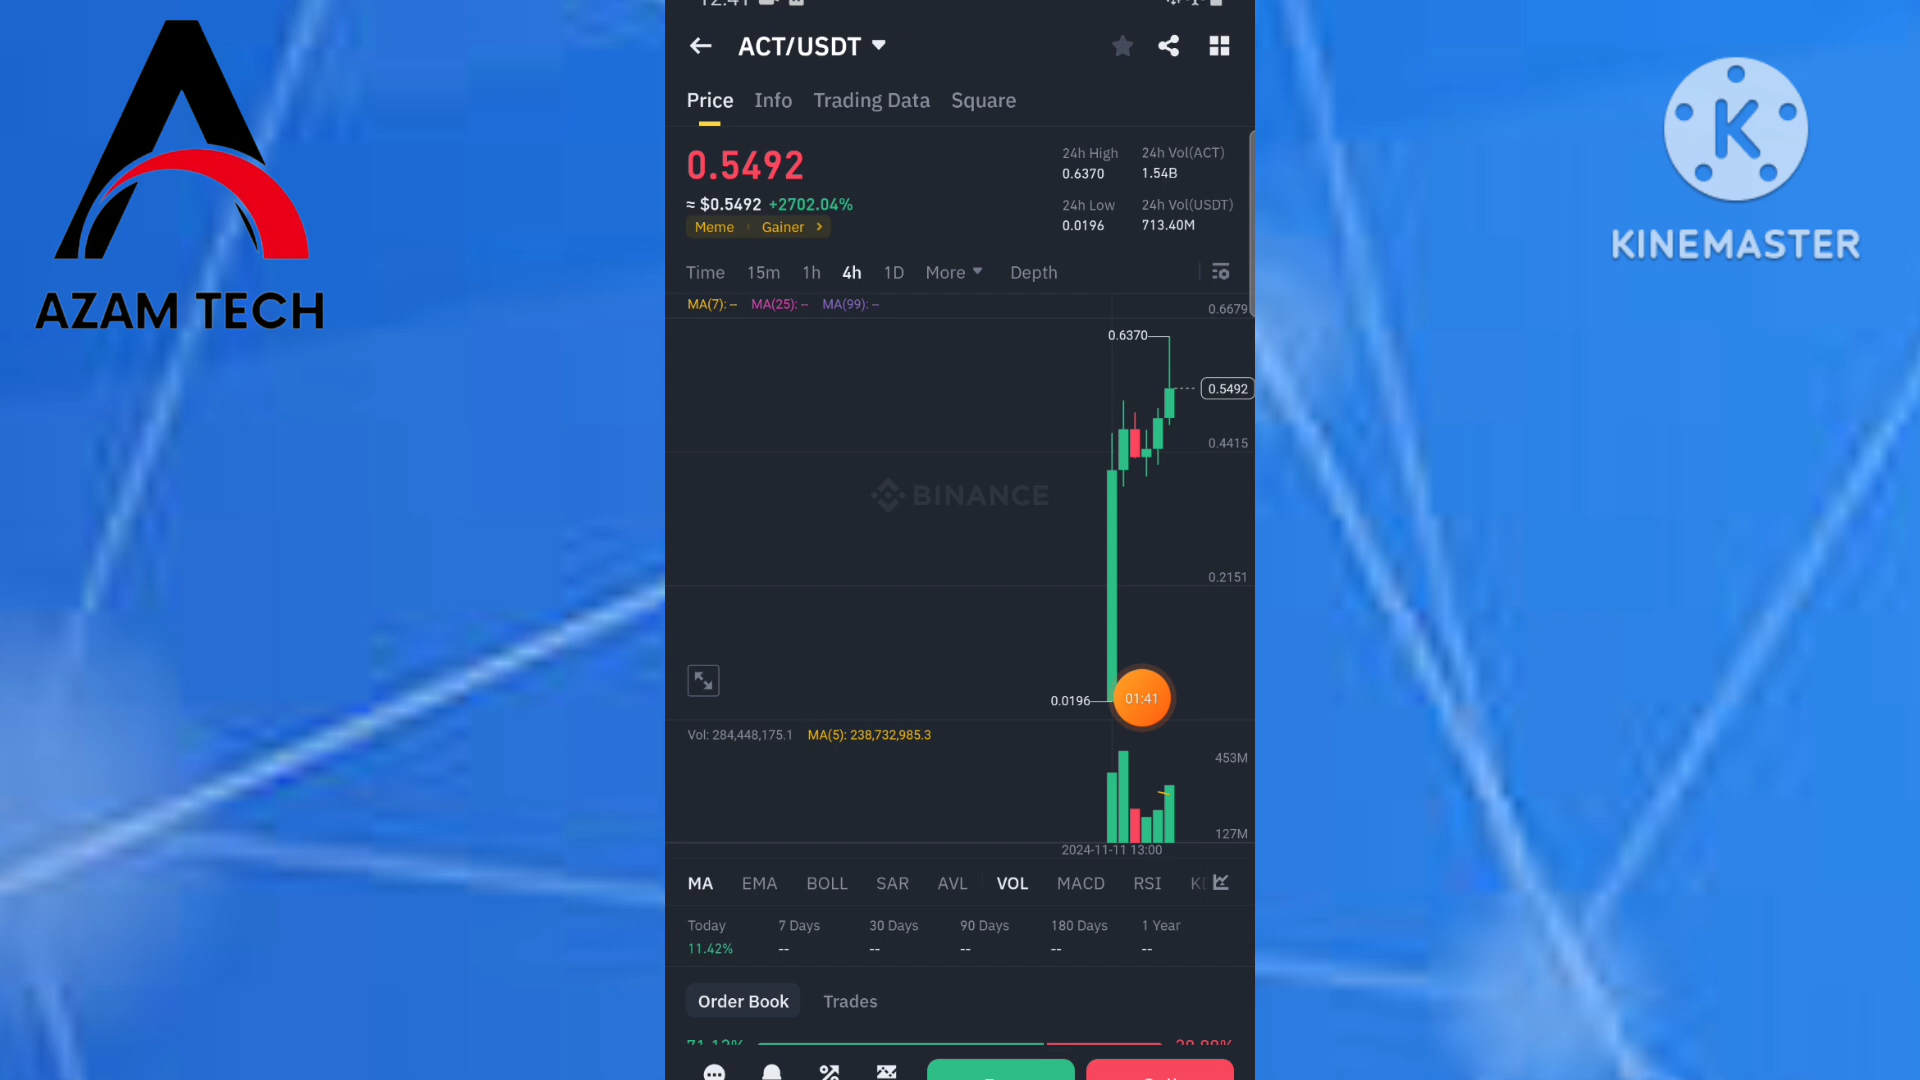 ACT/USDT
Price Info Trading Data Square
0.5492
≈ $0.5492 +2702.04%
Meme Gainer
24h High 24h Vol(ACT)
0.6370 1.54B
24h Low 24h Vol(USDT)
0.0196 713.40M
Time 15m 1h 4h 1D More Depth
MA(7): -- MA(25): -- MA(99): --
0.6679
0.6370
0.5492
0.4415
BINANCE
0.2151
0.0196
01:41
Vol: 284,448,175.1 MA(5): 238,732,985.3
453M
127M
2024-11-11 13:00
MA EMA BOLL SAR AVL VOL MACD RSI
Today 7 Days 30 Days 90 Days 180 Days 1 Year
11.42% -- -- -- -- --
Order Book Trades
AZAM TECH
K
KINEMASTER